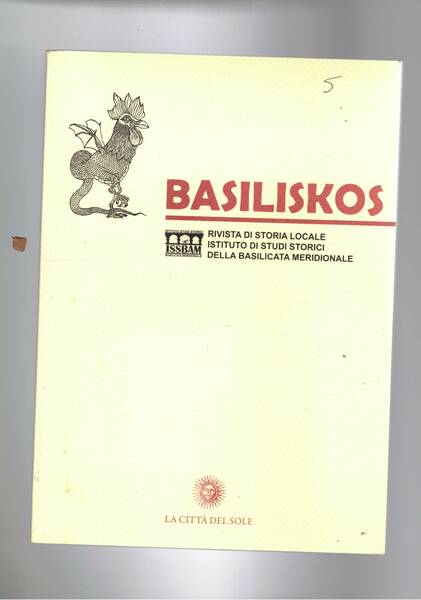 5
BASILISKOS
RIVISTA DI STORIA LOCALE
ISTITUTO DI STUDI STORICI
DELLA BASILICATA MERIDIONALE
ISSBAM
LA CITTÀ DEL SOLE